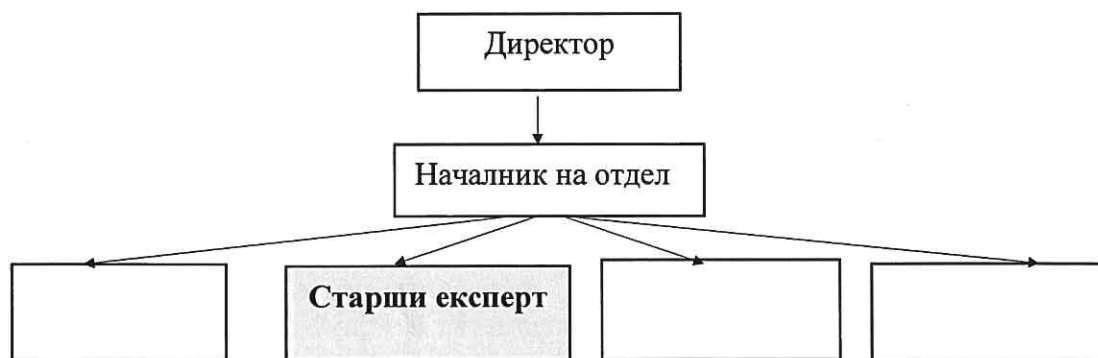 Директор
Началник на отдел
Старши експерт